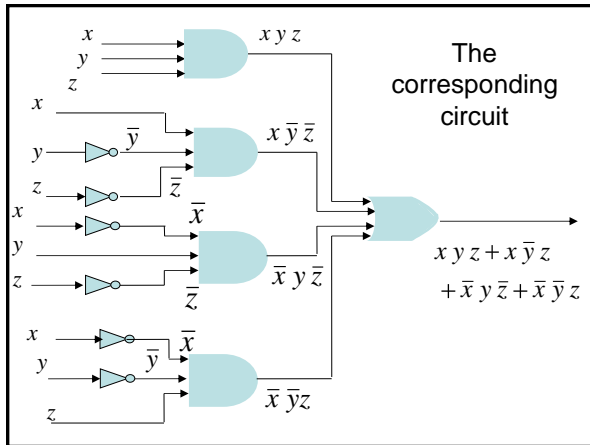 x
y
z
x y z
The
corresponding
circuit
x
y
y̅
z
z̅
x y̅ z̅
x
x̅
y
z
z̅
x̅ y z̅
x y z + x y̅ z
+ x̅ y z̅ + x̅ y̅ z
x
x̅
y
y̅
z
x̅ y̅z